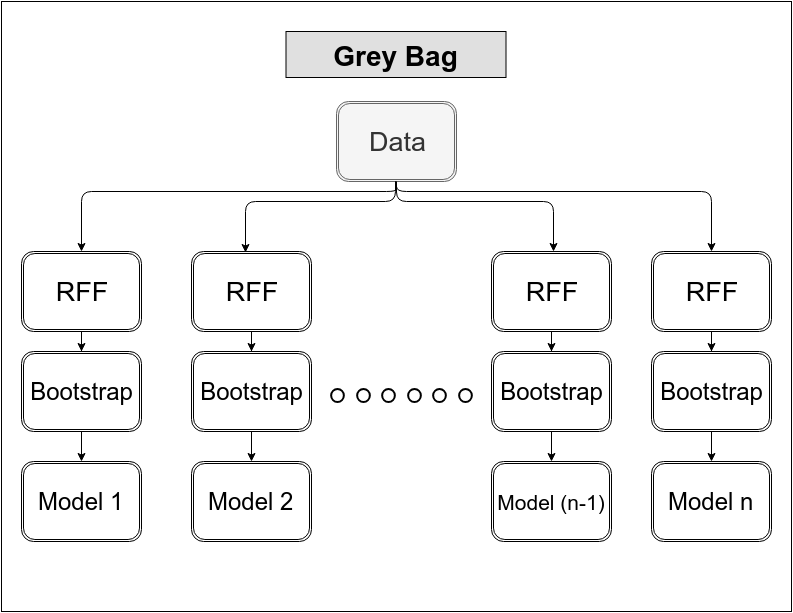 Grey Bag
Data
RFF
RFF
RFF
RFF
Bootstrap
Bootstrap
Bootstrap
Bootstrap
Model 1
Model 2
Model (n-1)
Model n